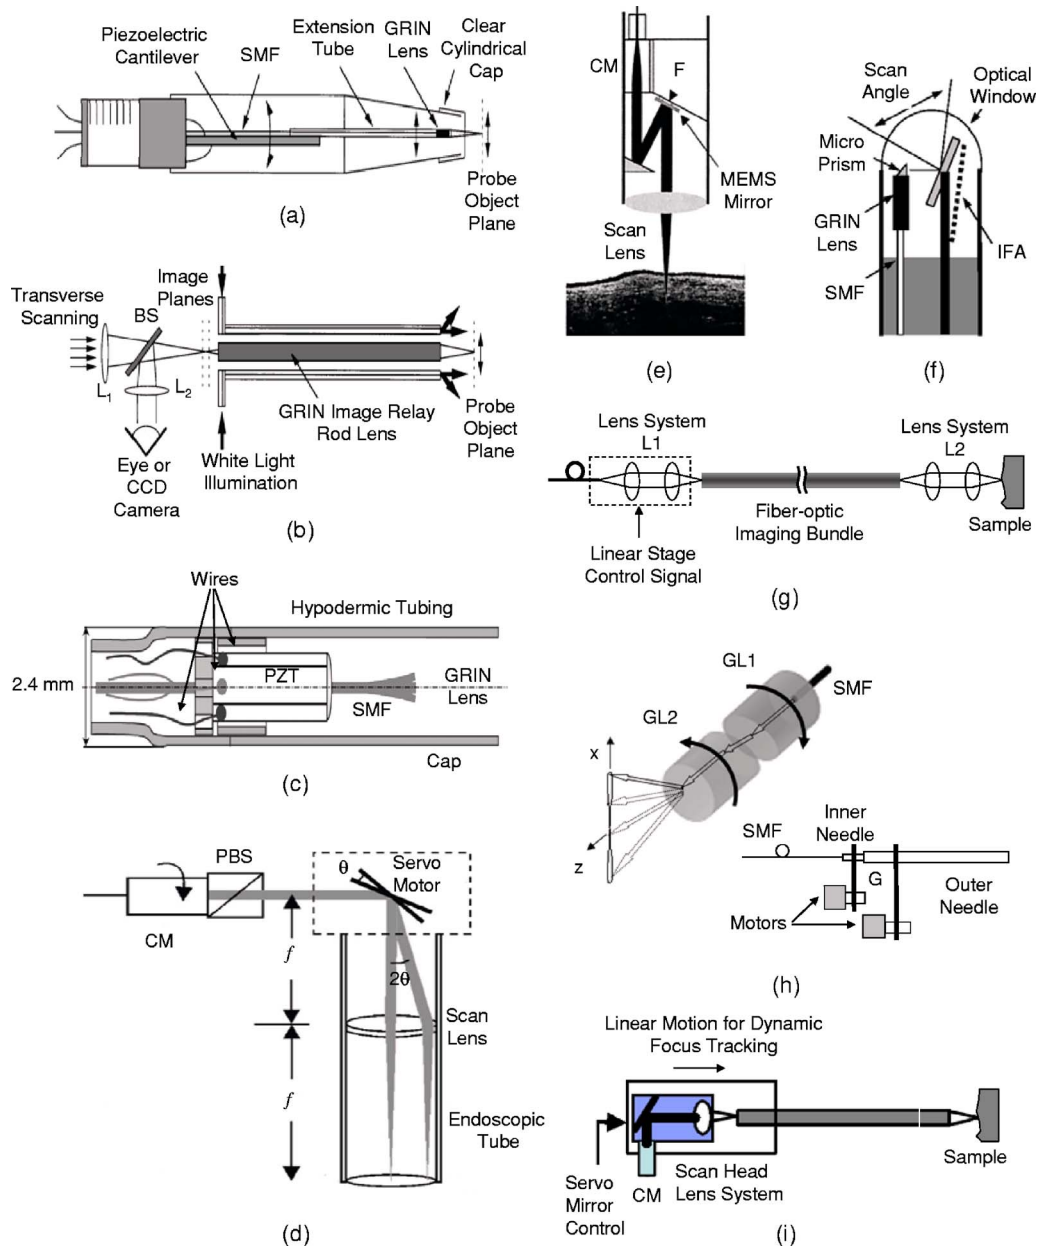 Piezoelectric
Cantilever
SMF
Extension
Tube
GRIN
Lens
Clear
Cylindrical
Cap
Probe
Object
Plane
(a)
Transverse
Scanning
BS
Image
Planes
L1
L2
GRIN Image Relay
Rod Lens
Probe
Object
Plane
Eye or
CCD
Camera
White Light
Illumination
(b)
Wires
Hypodermic Tubing
2.4 mm
PZT
SMF
GRIN
Lens
Cap
(c)
PBS
CM
θ
Servo
Motor
f
2θ
Scan
Lens
f
Endoscopic
Tube
(d)
CM
F
MEMS
Mirror
Scan
Lens
(e)
Scan
Angle
Optical
Window
Micro
Prism
GRIN
Lens
SMF
IFA
(f)
Lens System
L1
Lens System
L2
Fiber-optic
Imaging Bundle
Sample
Linear Stage
Control Signal
(g)
GL1
SMF
GL2
x
z
SMF
Inner
Needle
G
Outer
Needle
Motors
(h)
Linear Motion for Dynamic
Focus Tracking
Servo
Mirror
Control
CM
Scan Head
Lens System
Sample
(i)